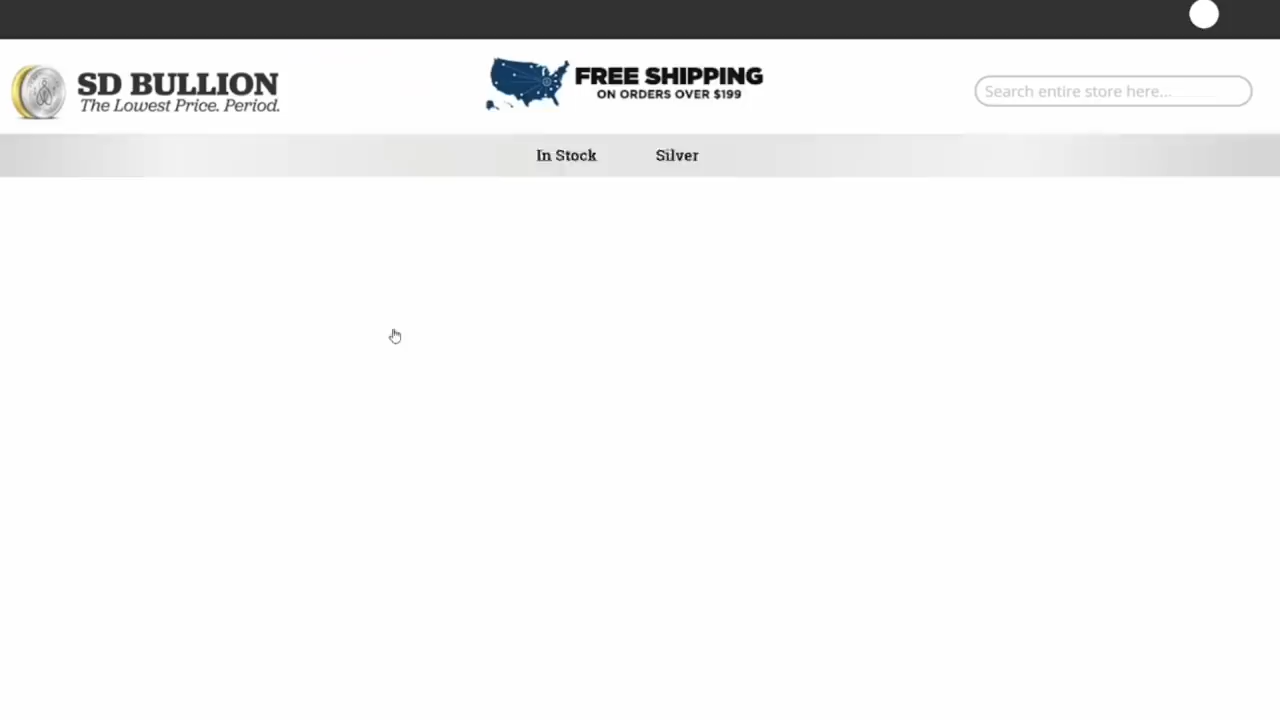 SD BULLION
The Lowest Price. Period.
FREE SHIPPING
ON ORDERS OVER $199
Search entire store here...
In Stock
Silver